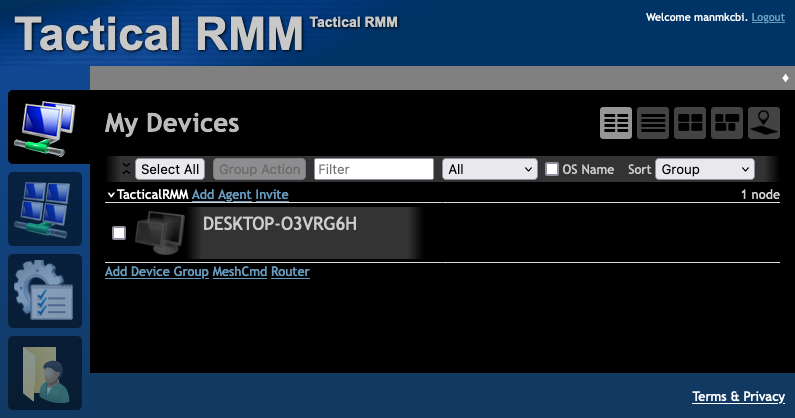 Tactical RMM Tactical RMM
Welcome manmkcbi. Logout
My Devices
Select All Group Action Filter All OS Name Sort Group
TacticalRMM Add Agent Invite 1 node
DESKTOP-O3VRG6H
Add Device Group MeshCmd Router
Terms & Privacy